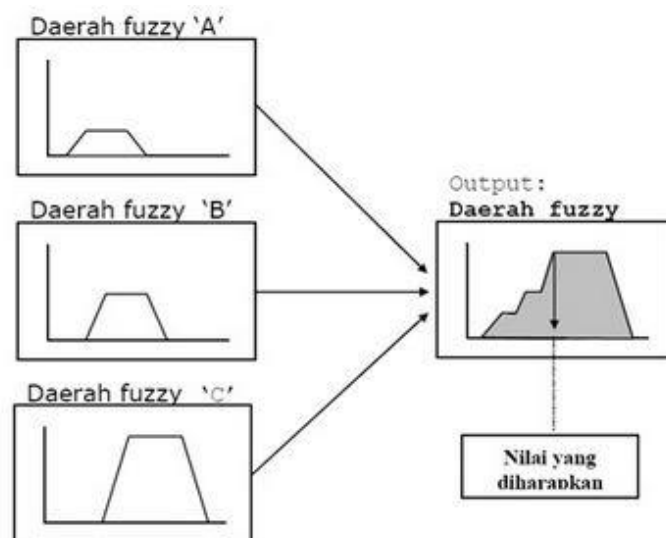 Daerah fuzzy 'A'
Daerah fuzzy 'B'
Daerah fuzzy 'C'
Output:
Daerah fuzzy
Nilai yang
diharapkan